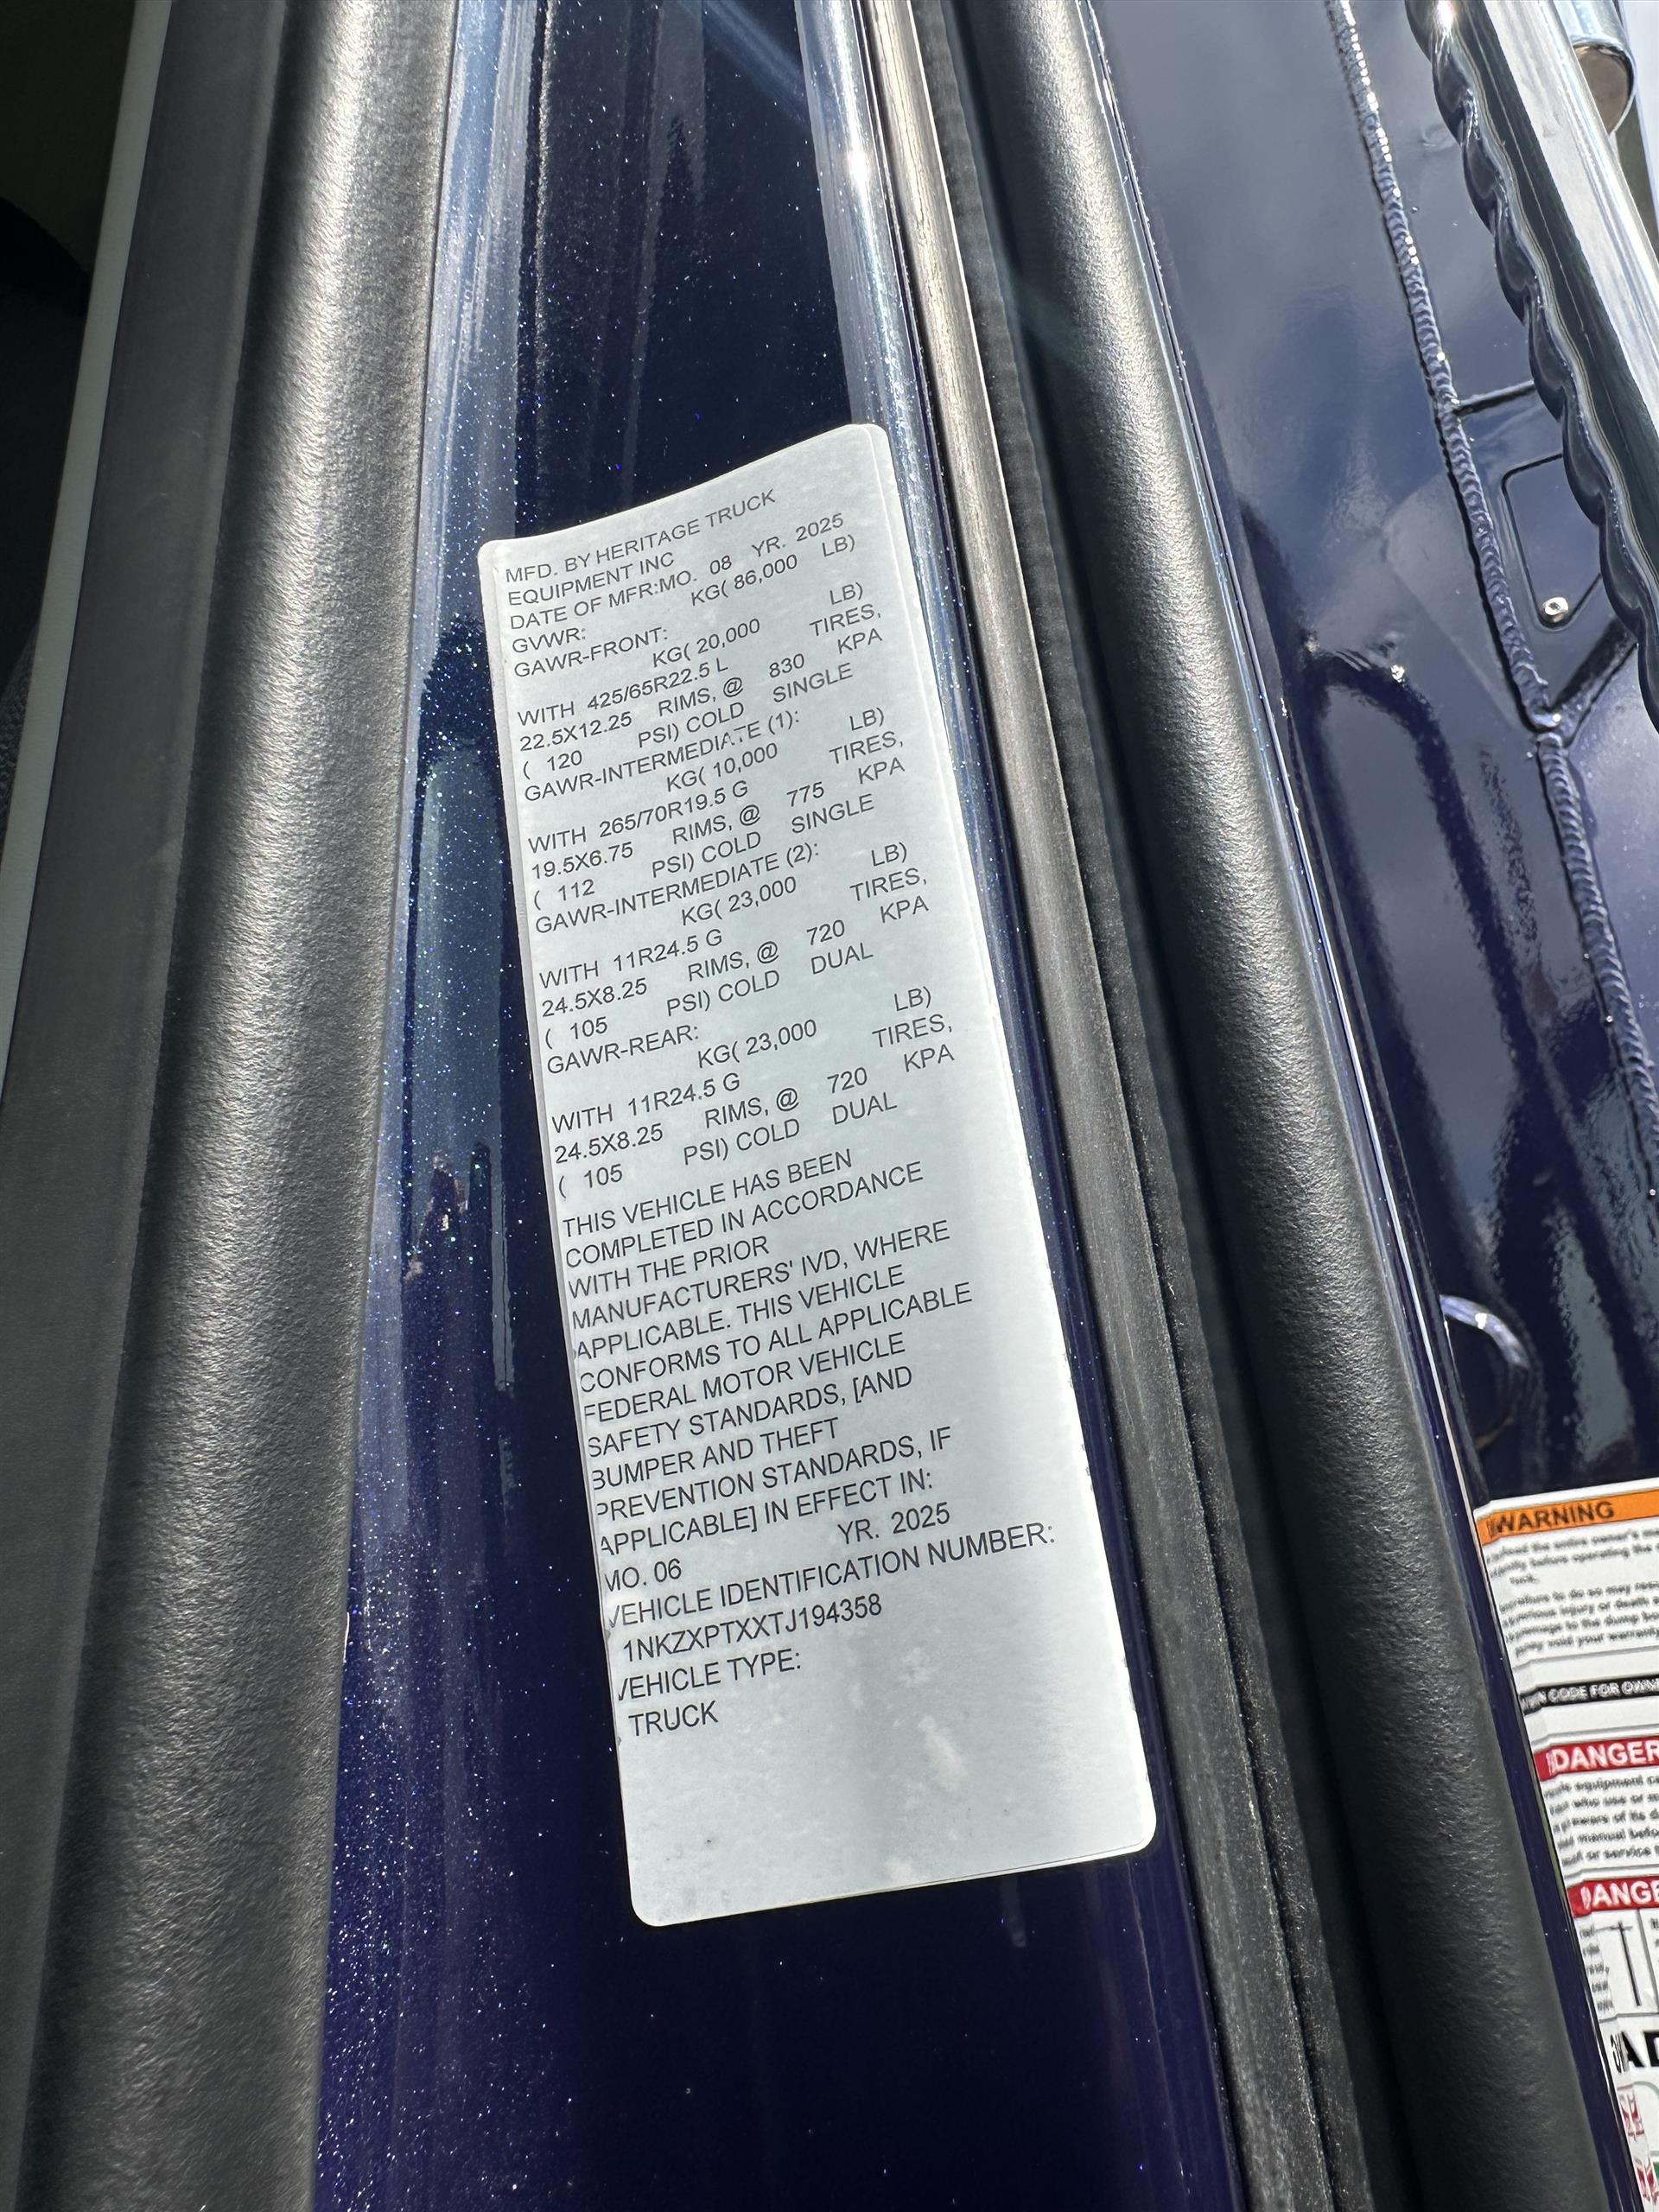 MFD. BY HERITAGE TRUCK
EQUIPMENT INC
DATE OF MFR:MO. 08 YR. 2025
GVWR: KG( 86,000 LB)
GAWR-FRONT:
KG( 20,000 LB)
WITH 425/65R22.5 L TIRES,
22.5X12.25 RIMS, @ 830 KPA
( 120 PSI) COLD SINGLE
GAWR-INTERMEDIATE (1):
KG( 10,000 LB)
WITH 265/70R19.5 G TIRES,
19.5X6.75 RIMS, @ 775 KPA
( 112 PSI) COLD SINGLE
GAWR-INTERMEDIATE (2):
KG( 23,000 LB)
WITH 11R24.5 G TIRES,
24.5X8.25 RIMS, @ 720 KPA
( 105 PSI) COLD DUAL
GAWR-REAR:
KG( 23,000 LB)
WITH 11R24.5 G TIRES,
24.5X8.25 RIMS, @ 720 KPA
( 105 PSI) COLD DUAL
THIS VEHICLE HAS BEEN
COMPLETED IN ACCORDANCE
WITH THE PRIOR
MANUFACTURERS' IVD, WHERE
APPLICABLE. THIS VEHICLE
CONFORMS TO ALL APPLICABLE
FEDERAL MOTOR VEHICLE
SAFETY STANDARDS, [AND
BUMPER AND THEFT
PREVENTION STANDARDS, IF
APPLICABLE] IN EFFECT IN:
MO. 06 YR. 2025
VEHICLE IDENTIFICATION NUMBER:
1NKZXPTXXTJ194358
VEHICLE TYPE:
TRUCK
WARNING
CODE FOR
DANGER